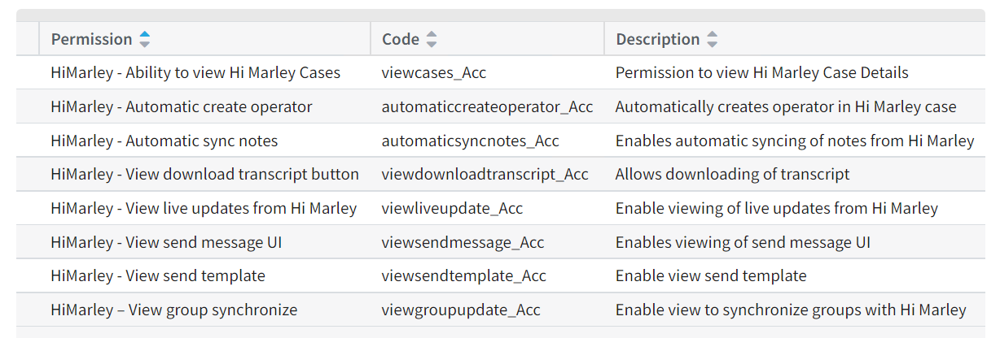 Permission Code Description
HiMarley - Ability to view Hi Marley Cases viewcases_Acc Permission to view Hi Marley Case Details
HiMarley - Automatic create operator automaticcreateoperator_Acc Automatically creates operator in Hi Marley case
HiMarley - Automatic sync notes automaticsyncnotes_Acc Enables automatic syncing of notes from Hi Marley
HiMarley - View download transcript button viewdownloadtranscript_Acc Allows downloading of transcript
HiMarley - View live updates from Hi Marley viewliveupdate_Acc Enable viewing of live updates from Hi Marley
HiMarley - View send message UI viewsendmessage_Acc Enables viewing of send message UI
HiMarley - View send template viewsendtemplate_Acc Enable view send template
HiMarley – View group synchronize viewgroupupdate_Acc Enable view to synchronize groups with Hi Marley